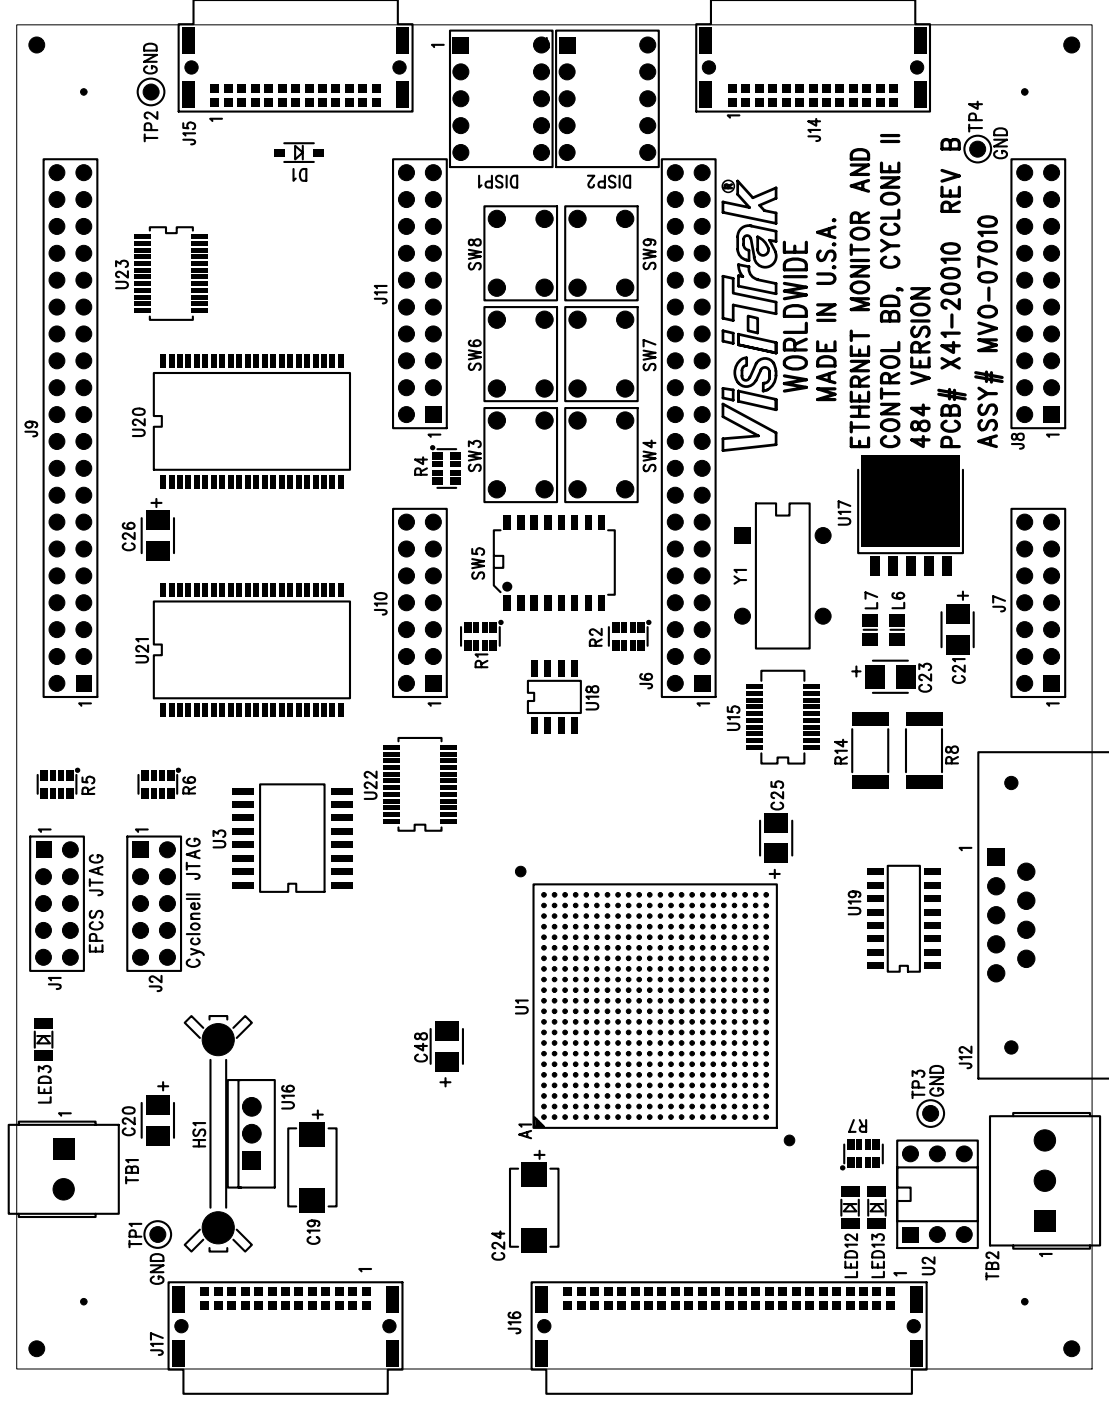 GND
TP2
J15
1
D1
1
DISP1
DISP2
1
J14
TP4
GND
Visi-Trak®
WORLDWIDE
MADE IN U.S.A.
ETHERNET MONITOR AND
CONTROL BD, CYCLONE II
484 VERSION
PCB# X41-20010 REV B
ASSY# MVO-07010
U23
J11
SW8
SW9
SW6
SW7
SW3
SW4
J9
U20
C26
+
1
R4
SW5
Y1
U17
J8
1
U21
J10
R1
R2
J6
1
L7
L6
C21
+
J7
1
1
1
U18
U15
+
C23
R14
R8
R5
R6
U3
U22
C25
+
1
EPCS JTAG
J1
1
CycloneII JTAG
J2
U19
1
J12
LED3
U1
A1
C48
+
C20
+
HS1
U16
C19
+
TB1
1
TP1
GND
C24
+
R7
TP3
GND
LED12
LED13
U2
1
TB2
1
J17
1
J16